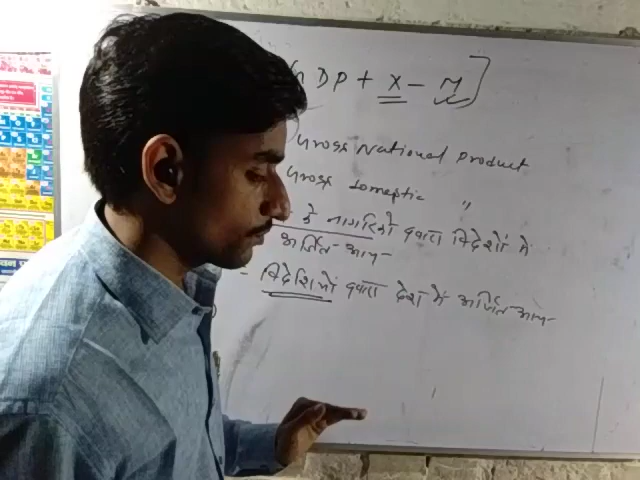 GDP + X - M]
Gross National Product
Gross Domestic "
के नागरिकों द्वारा विदेशों में
अर्जित आय-
- विदेशियों द्वारा देश में अर्जित आय-